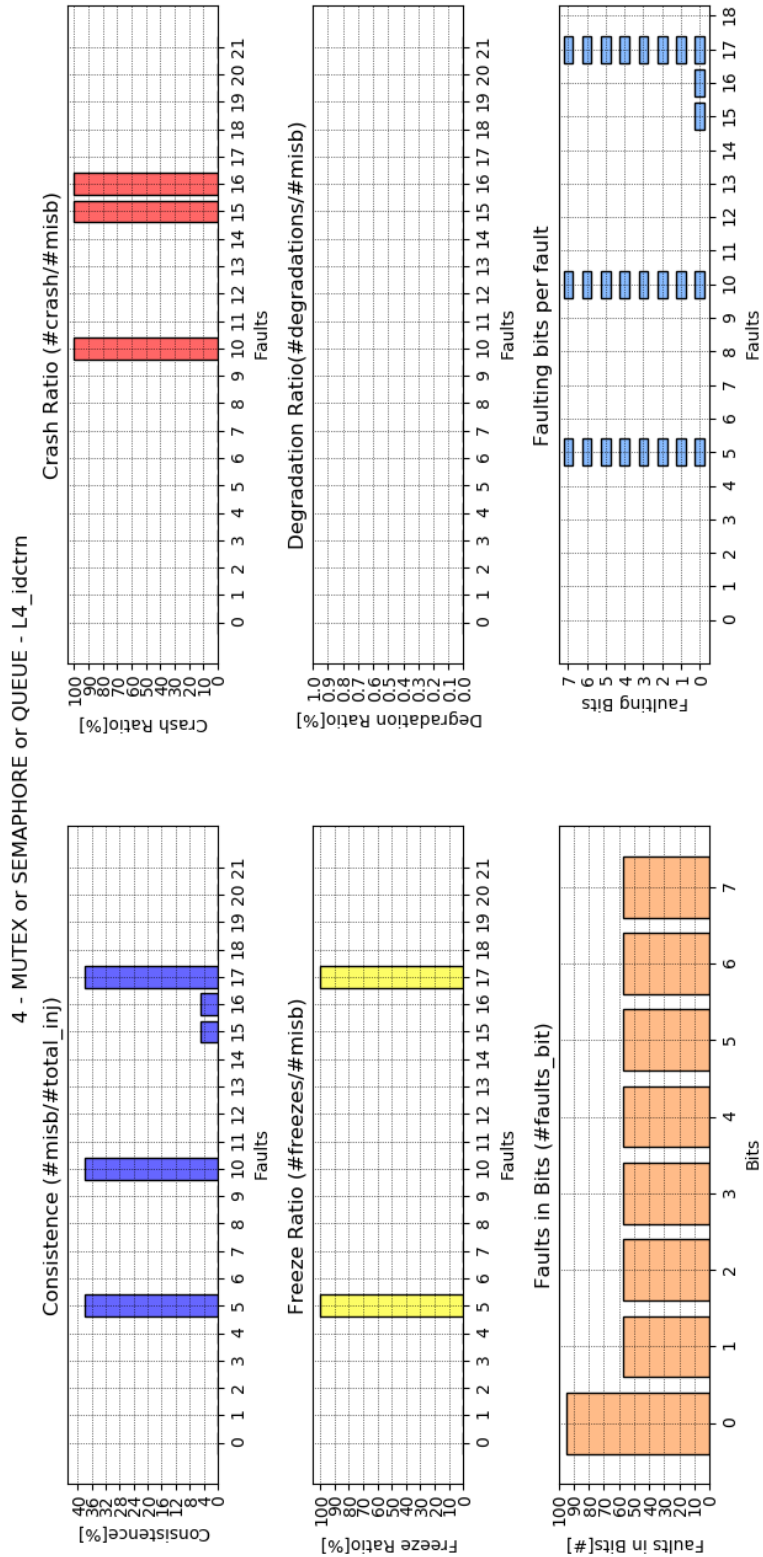 4 - MUTEX or SEMAPHORE or QUEUE - L4_idctrn
Consistence (#misb/#total_inj)
Consistence[%]
40
36
32
28
24
20
16
12
8
4
0
0 1 2 3 4 5 6 7 8 9 10 11 12 13 14 15 16 17 18 19 20 21
Faults
Crash Ratio (#crash/#misb)
Crash Ratio[%]
100
90
80
70
60
50
40
30
20
10
0
0 1 2 3 4 5 6 7 8 9 10 11 12 13 14 15 16 17 18 19 20 21
Faults
Freeze Ratio (#freezes/#misb)
Freeze Ratio[%]
100
90
80
70
60
50
40
30
20
10
0
0 1 2 3 4 5 6 7 8 9 10 11 12 13 14 15 16 17 18 19 20 21
Faults
Degradation Ratio(#degradations/#misb)
Degradation Ratio[%]
1.0
0.9
0.8
0.7
0.6
0.5
0.4
0.3
0.2
0.1
0.0
0 1 2 3 4 5 6 7 8 9 10 11 12 13 14 15 16 17 18 19 20 21
Faults
Faults in Bits (#faults_bit)
Faults in Bits[#]
100
90
80
70
60
50
40
30
20
10
0
0 1 2 3 4 5 6 7
Bits
Faulting bits per fault
Faulting Bits
7
6
5
4
3
2
1
0
0 1 2 3 4 5 6 7 8 9 10 11 12 13 14 15 16 17 18
Faults